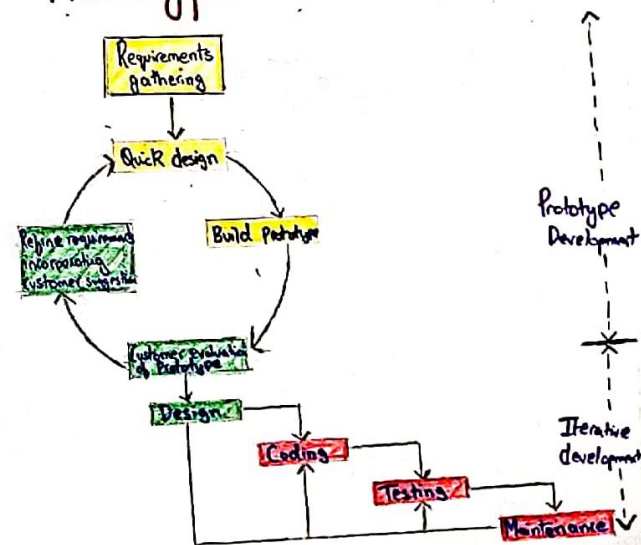 Requirements
gathering
Quick design
Build Prototype
Refine requirements
incorporating
customer suggestion
Customer evaluation
of Prototype
Design
Coding
Testing
Maintenance
Prototype
Development
Iterative
development